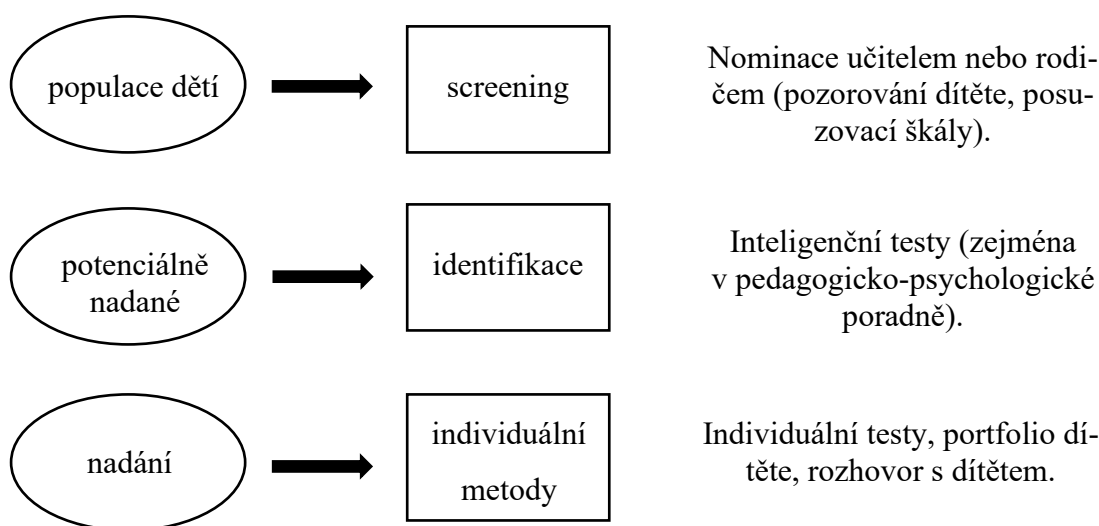 populace dětí
screening
Nominace učitelem nebo rodi-
čem (pozorování dítěte, posu-
zovací škály).
potenciálně
nadané
identifikace
Inteligenční testy (zejména
v pedagogicko-psychologické
poradně).
nadání
individuální
metody
Individuální testy, portfolio dí-
těte, rozhovor s dítětem.